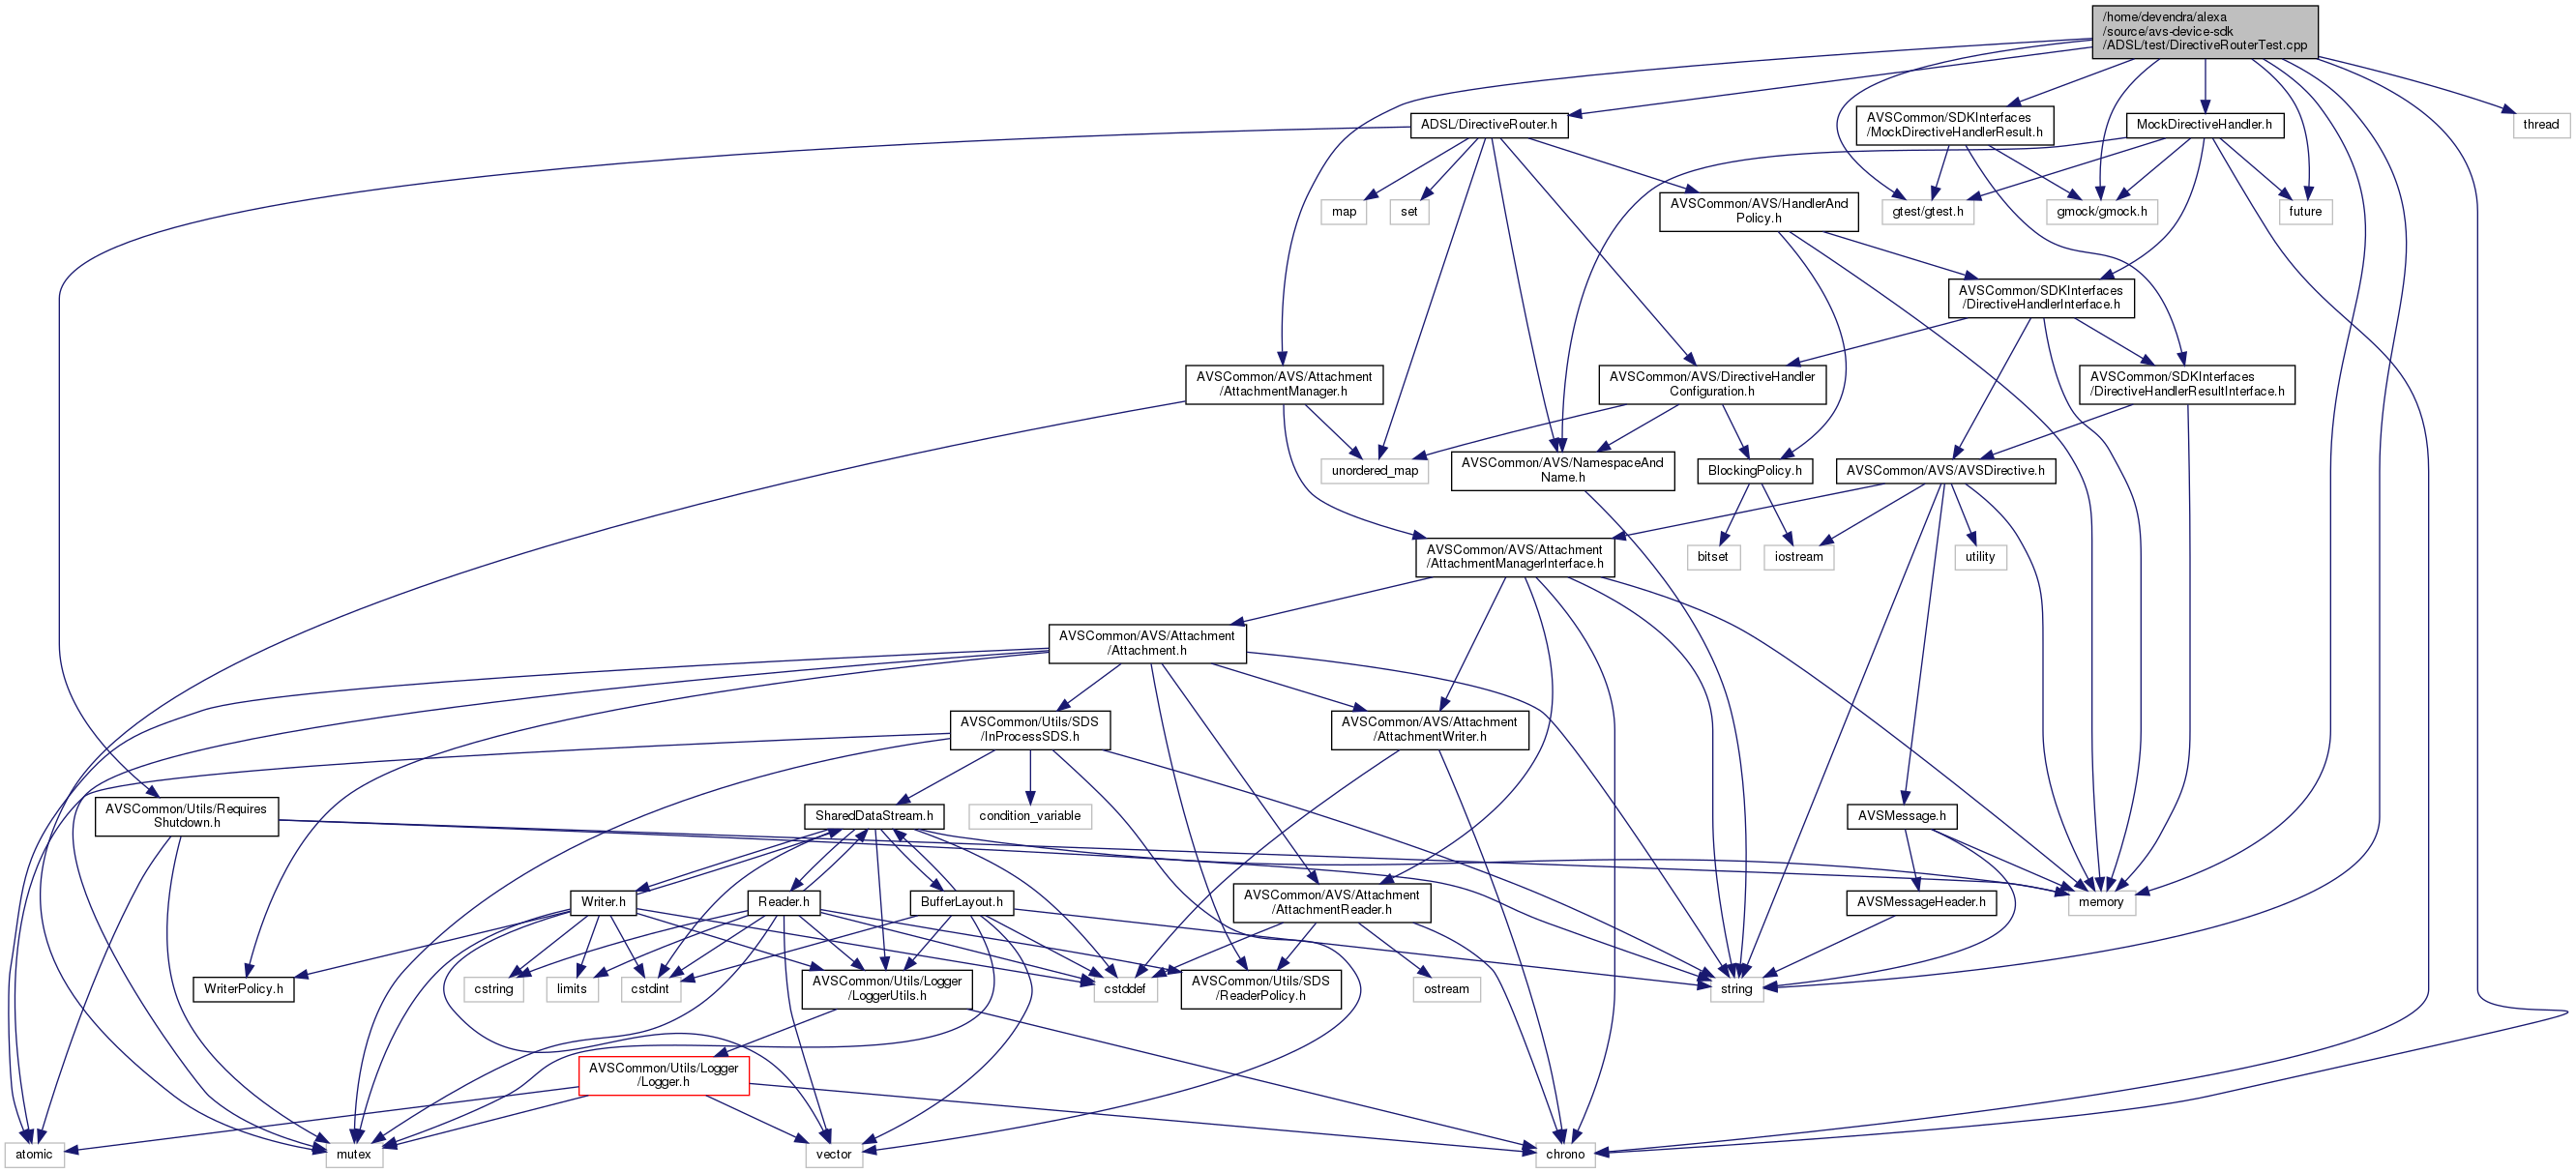 /home/devendra/alexa
/source/avs-device-sdk
/ADSL/test/DirectiveRouterTest.cpp
ADSL/DirectiveRouter.h
AVSCommon/SDKInterfaces
/MockDirectiveHandlerResult.h
MockDirectiveHandler.h
thread
map
set
AVSCommon/AVS/HandlerAnd
Policy.h
gtest/gtest.h
gmock/gmock.h
future
AVSCommon/SDKInterfaces
/DirectiveHandlerInterface.h
AVSCommon/AVS/Attachment
/AttachmentManager.h
AVSCommon/AVS/DirectiveHandler
Configuration.h
AVSCommon/SDKInterfaces
/DirectiveHandlerResultInterface.h
unordered_map
AVSCommon/AVS/NamespaceAnd
Name.h
BlockingPolicy.h
AVSCommon/AVS/AVSDirective.h
AVSCommon/AVS/Attachment
/AttachmentManagerInterface.h
bitset
iostream
utility
AVSCommon/AVS/Attachment
/Attachment.h
AVSCommon/Utils/SDS
/InProcessSDS.h
AVSCommon/AVS/Attachment
/AttachmentWriter.h
AVSCommon/Utils/Requires
Shutdown.h
SharedDataStream.h
condition_variable
AVSMessage.h
Writer.h
Reader.h
BufferLayout.h
AVSCommon/AVS/Attachment
/AttachmentReader.h
AVSMessageHeader.h
memory
WriterPolicy.h
cstring
limits
cstdint
AVSCommon/Utils/Logger
/LoggerUtils.h
cstddef
AVSCommon/Utils/SDS
/ReaderPolicy.h
ostream
string
AVSCommon/Utils/Logger
/Logger.h
atomic
mutex
vector
chrono